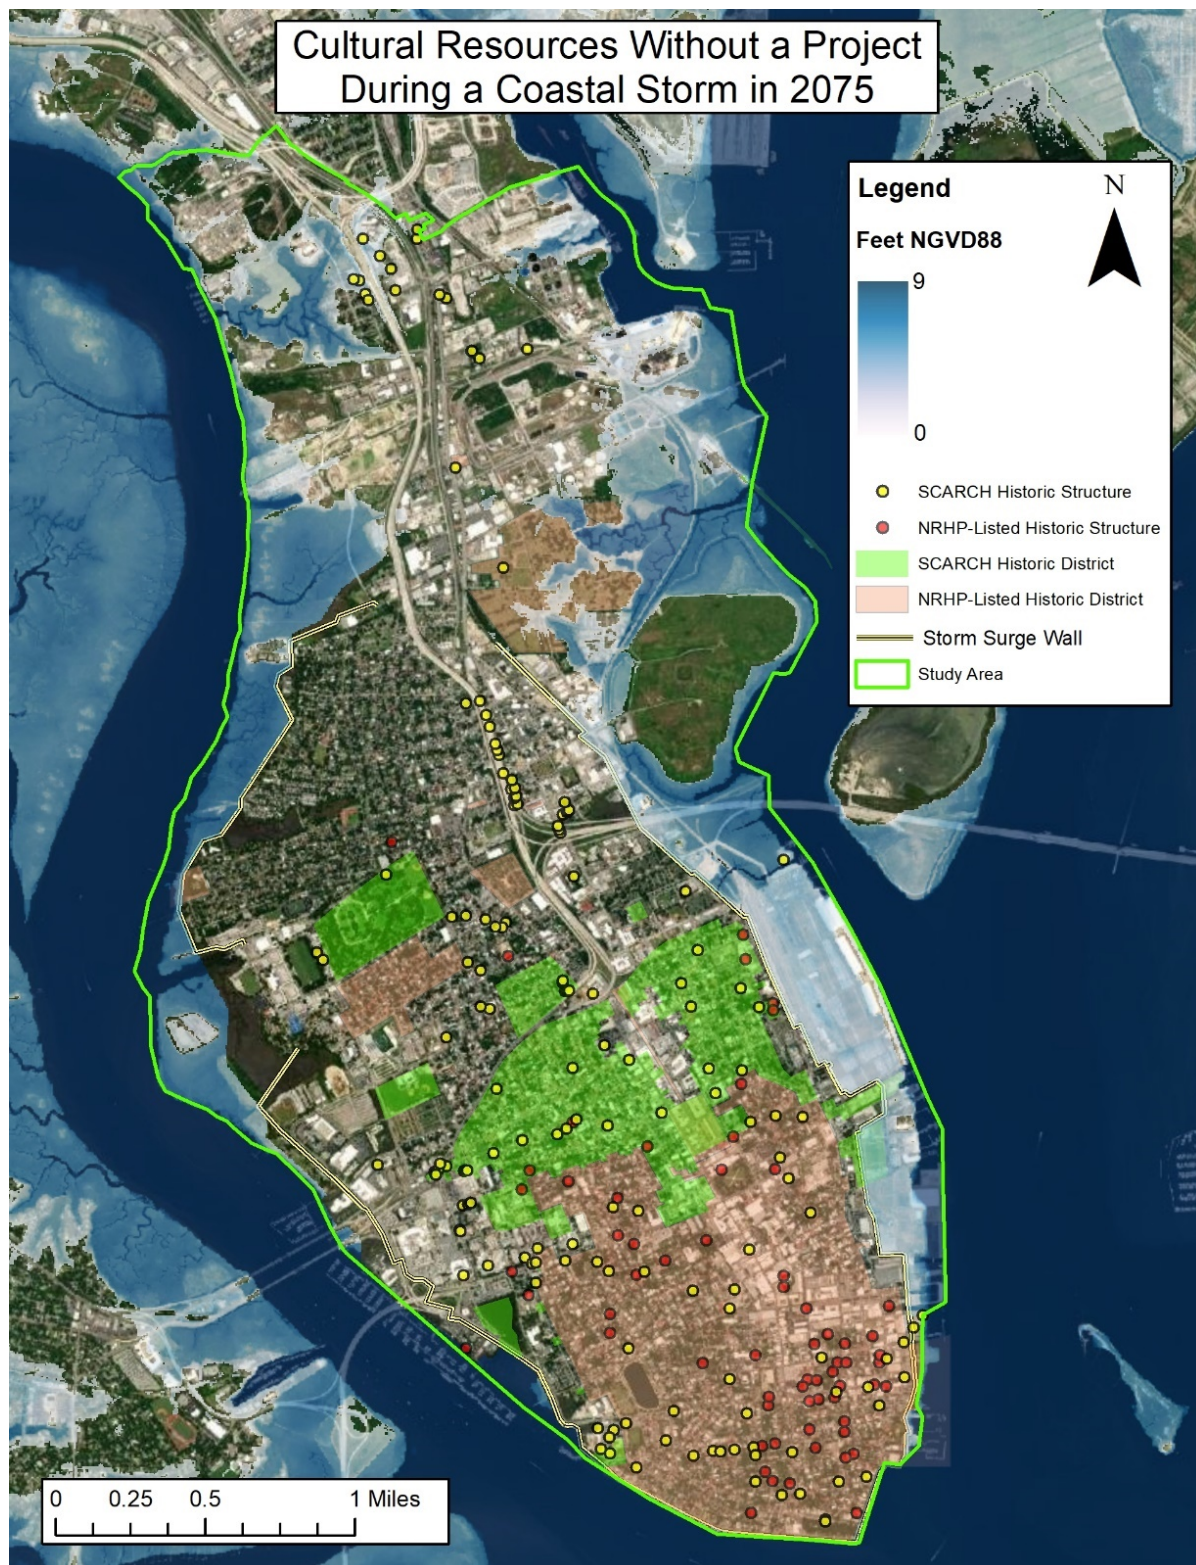 Cultural Resources Without a Project
During a Coastal Storm in 2075
Legend
N
Feet NGVD88
9
0
SCARCH Historic Structure
NRHP-Listed Historic Structure
SCARCH Historic District
NRHP-Listed Historic District
Storm Surge Wall
Study Area
0 0.25 0.5 1 Miles